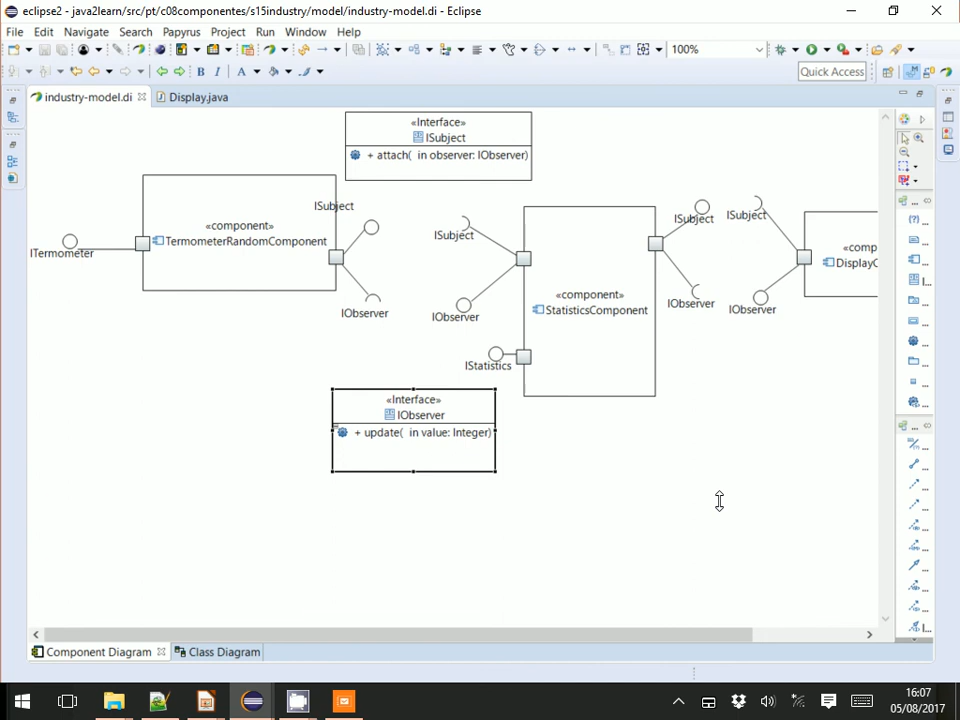 eclipse2 - java2learn/src/pt/c08componentes/s15industry/model/industry-model.di - Eclipse
File Edit Navigate Search Papyrus Project Run Window Help
100%
B I A
Quick Access
industry-model.di Display.java
«Interface»
ISubject
+ attach( in observer: IObserver)
ISubject
«component»
TermometerRandomComponent
ITermometer
IObserver
ISubject
IObserver
«component»
StatisticsComponent
IStatistics
ISubject
IObserver
ISubject
IObserver
«comp
DisplayC
«Interface»
IObserver
+ update( in value: Integer)
Component Diagram Class Diagram
16:07
05/08/2017